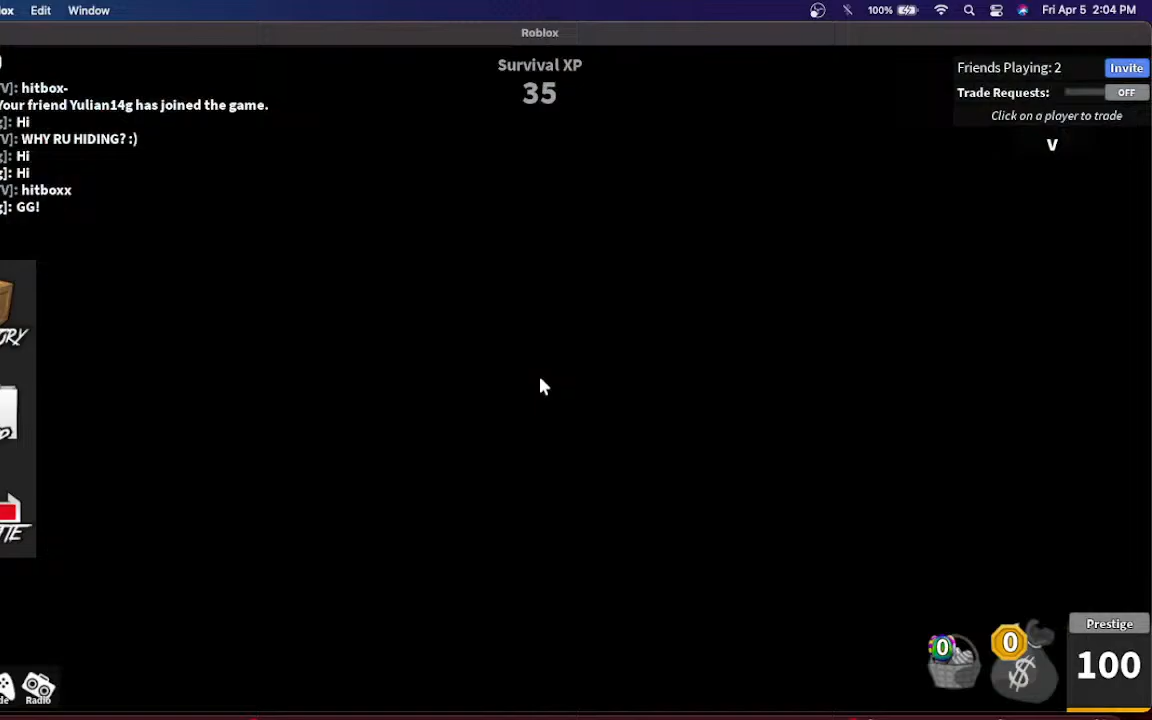 Edit Window 100% Fri Apr 5 2:04 PM
Roblox
Survival XP
35
Friends Playing: 2 Invite
Trade Requests: OFF
Click on a player to trade
V
V]: hitbox-
Your friend Yulian14g has joined the game.
g]: Hi
V]: WHY RU HIDING? :)
g]: Hi
g]: Hi
V]: hitboxx
g]: GG!
ORY
TIE
Radio
0
0
$
Prestige
100